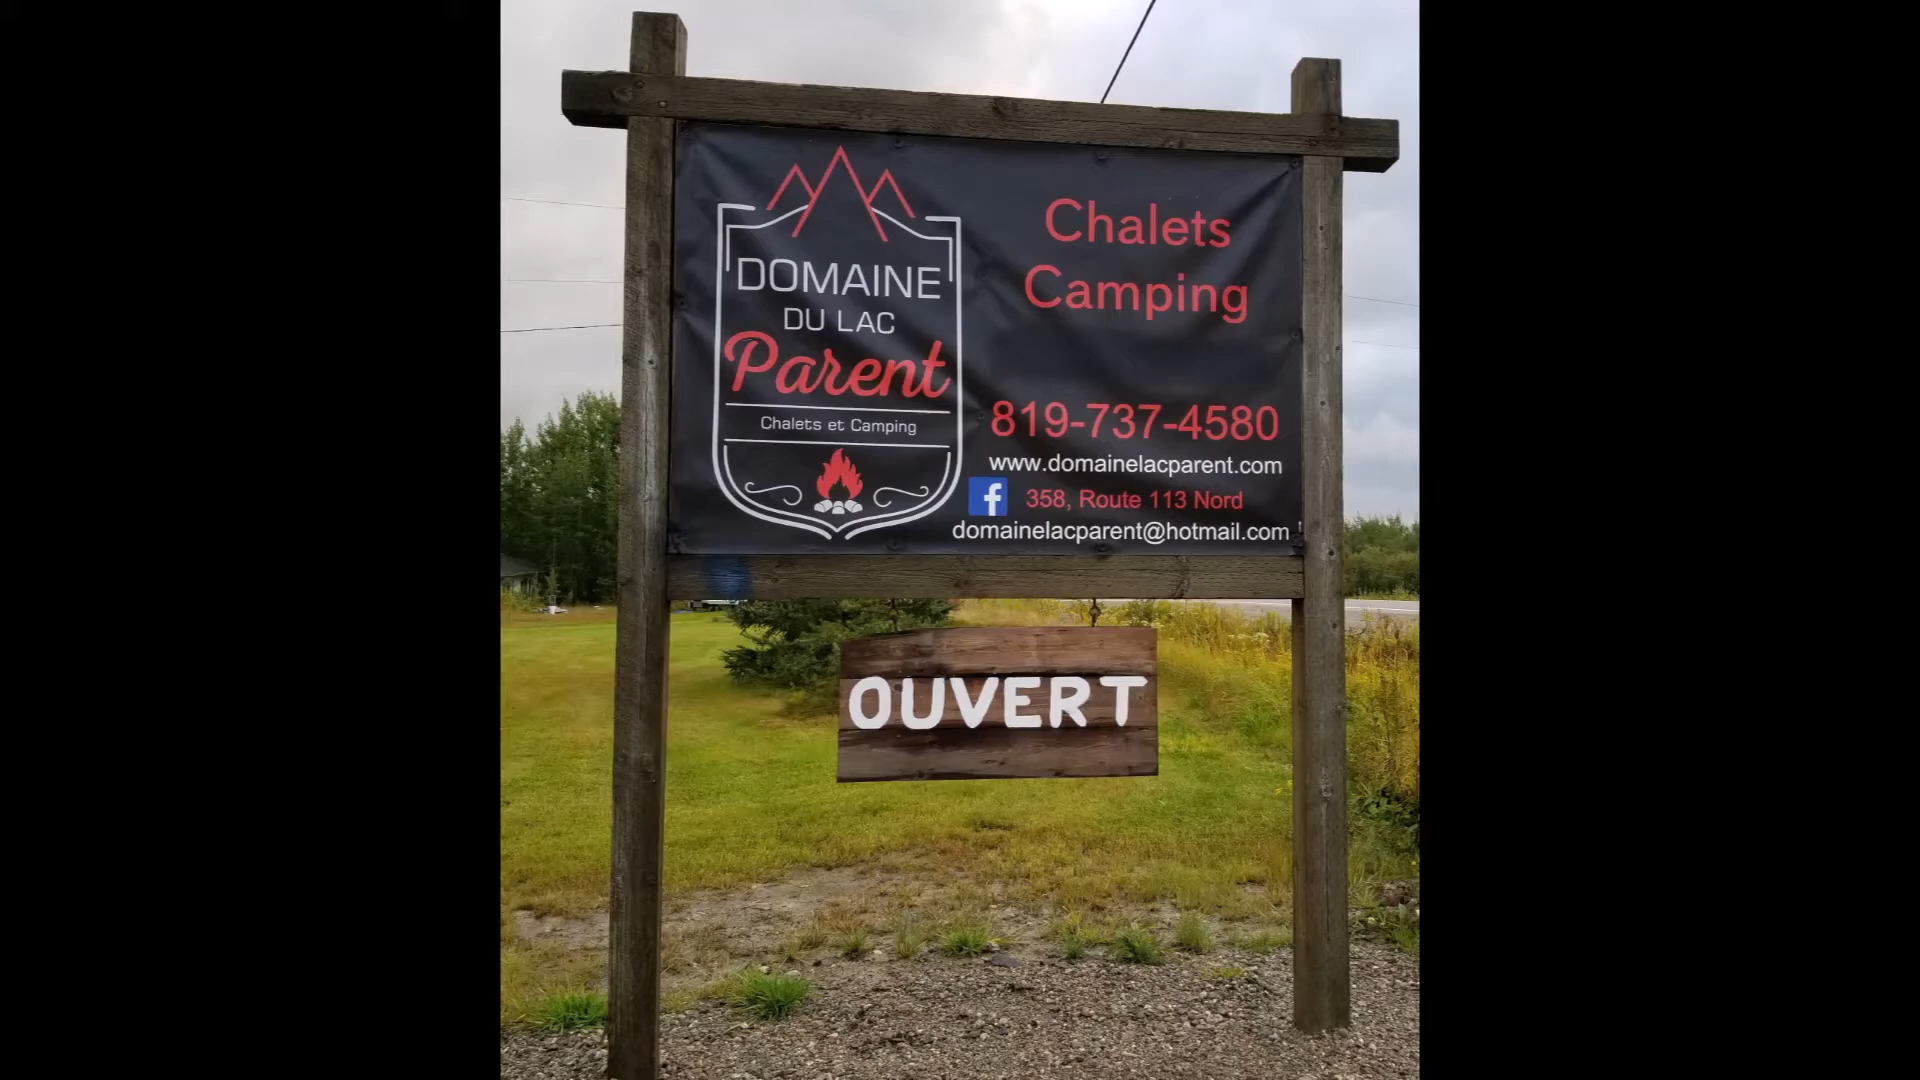 DOMAINE
DU LAC
Parent
Chalets et Camping
Chalets
Camping
819-737-4580
www.domainelacparent.com
f 358, Route 113 Nord
domainelacparent@hotmail.com
OUVERT